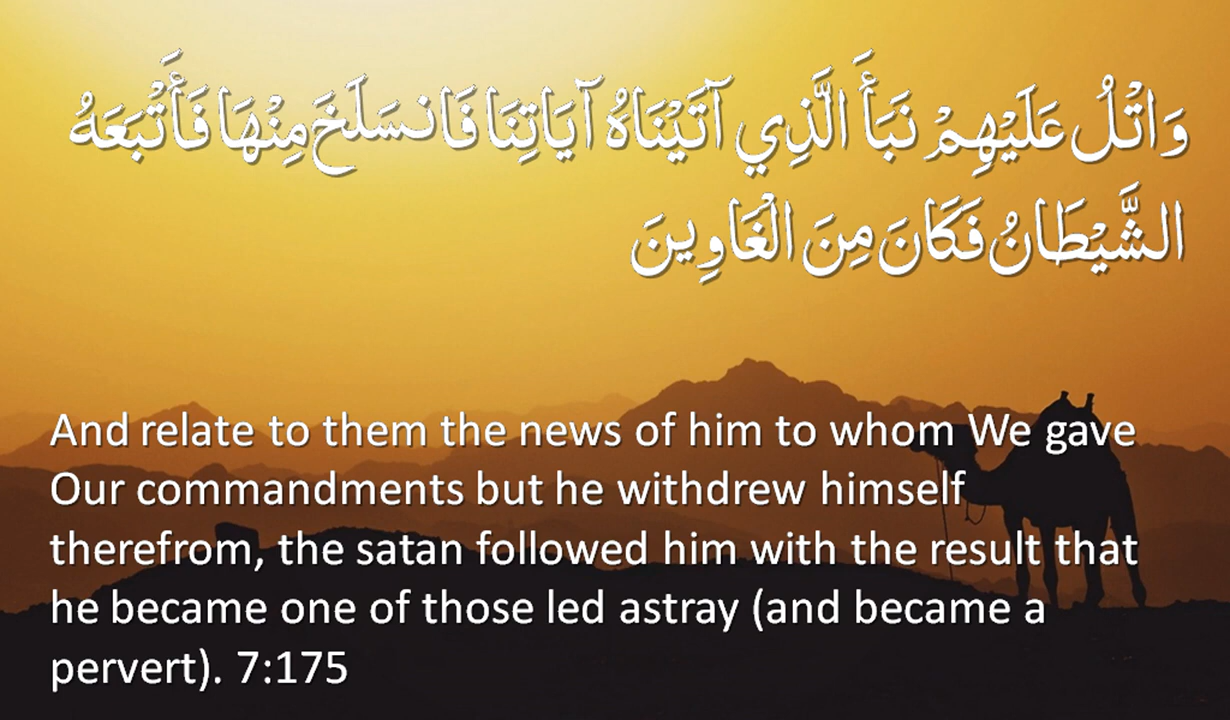 وَاتْلُ عَلَيْهِمْ نَبَأَ الَّذِي آتَيْنَاهُ آيَاتِنَا فَانسَلَخَ مِنْهَا فَأَتْبَعَهُ
الشَّيْطَانُ فَكَانَ مِنَ الْغَاوِينَ
And relate to them the news of him to whom We gave
Our commandments but he withdrew himself
therefrom, the satan followed him with the result that
he became one of those led astray (and became a
pervert). 7:175